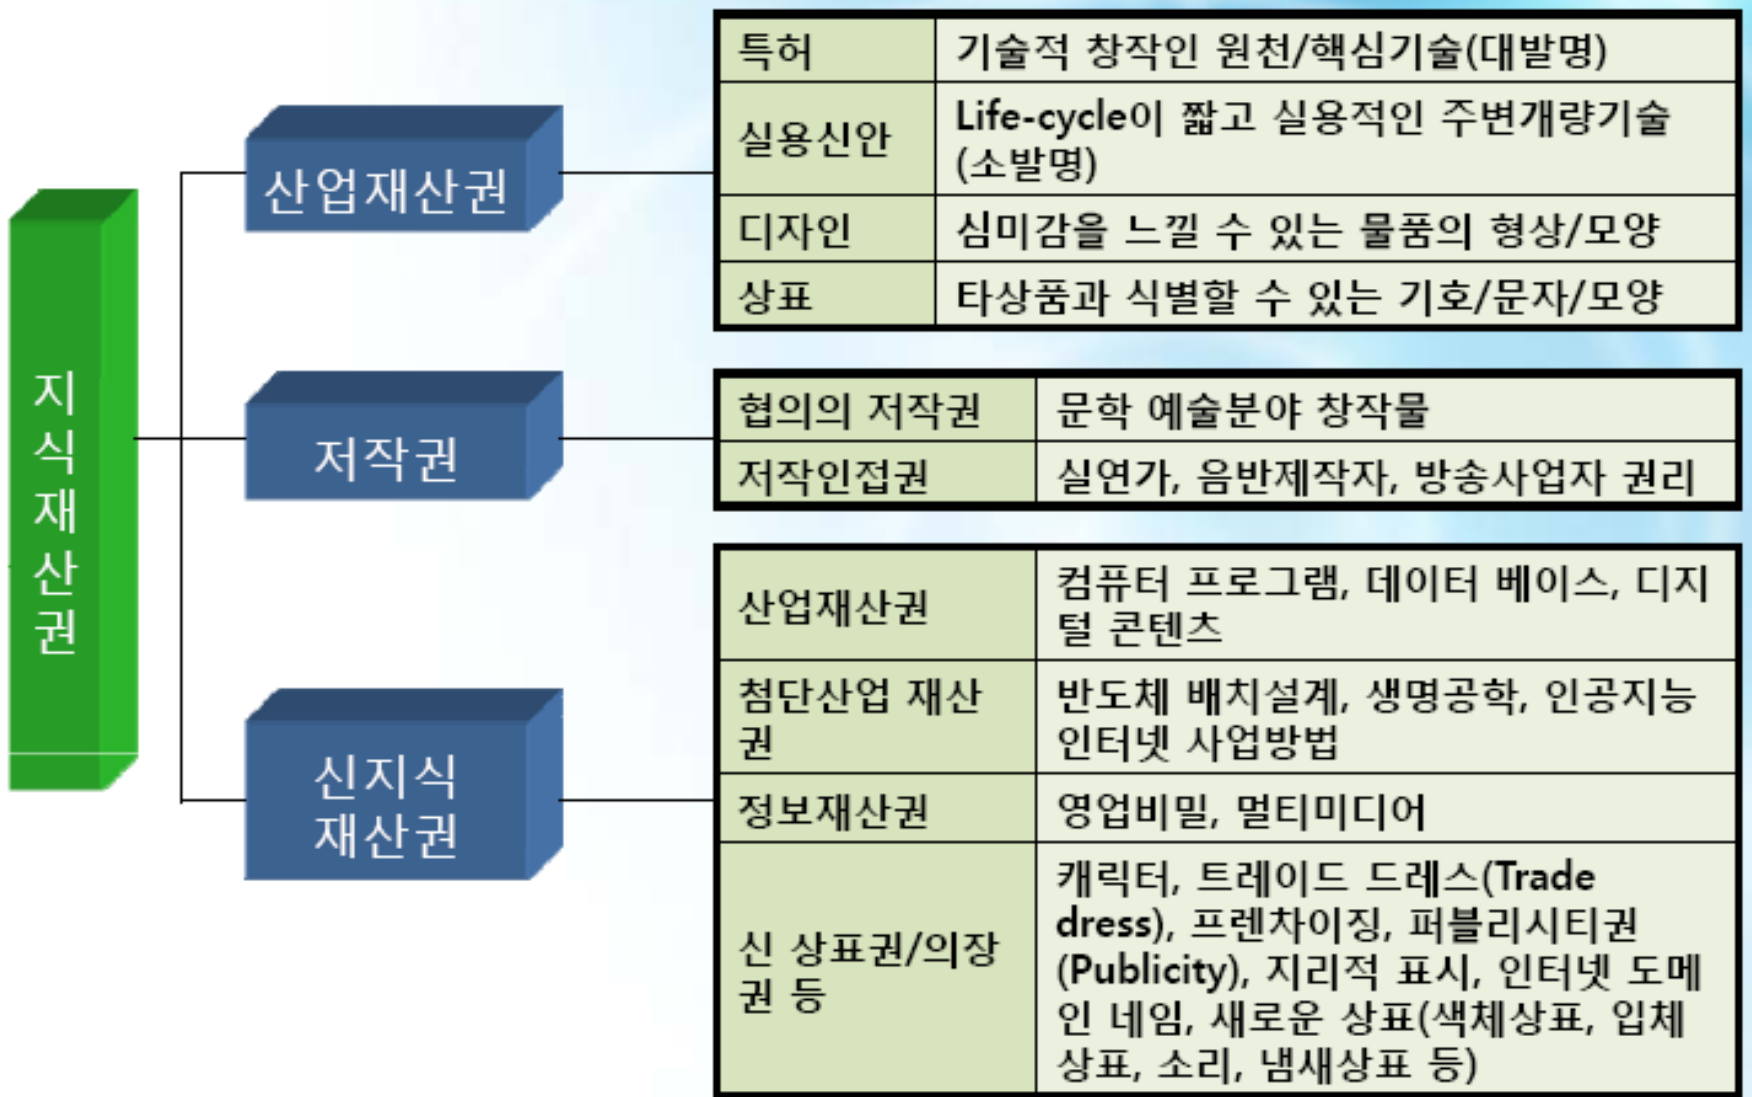 지
식
재
산
권
산업재산권
특허
기술적 창작인 원천/핵심기술(대발명)
실용신안
Life-cycle이 짧고 실용적인 주변개량기술
(소발명)
디자인
심미감을 느낄 수 있는 물품의 형상/모양
상표
타상품과 식별할 수 있는 기호/문자/모양
저작권
협의의 저작권
문학 예술분야 창작물
저작인접권
실연가, 음반제작자, 방송사업자 권리
신지식
재산권
산업재산권
컴퓨터 프로그램, 데이터 베이스, 디지
털 콘텐츠
첨단산업 재산
권
반도체 배치설계, 생명공학, 인공지능
인터넷 사업방법
정보재산권
영업비밀, 멀티미디어
신 상표권/의장
권 등
캐릭터, 트레이드 드레스(Trade
dress), 프렌차이징, 퍼블리시티권
(Publicity), 지리적 표시, 인터넷 도메
인 네임, 새로운 상표(색체상표, 입체
상표, 소리, 냄새상표 등)